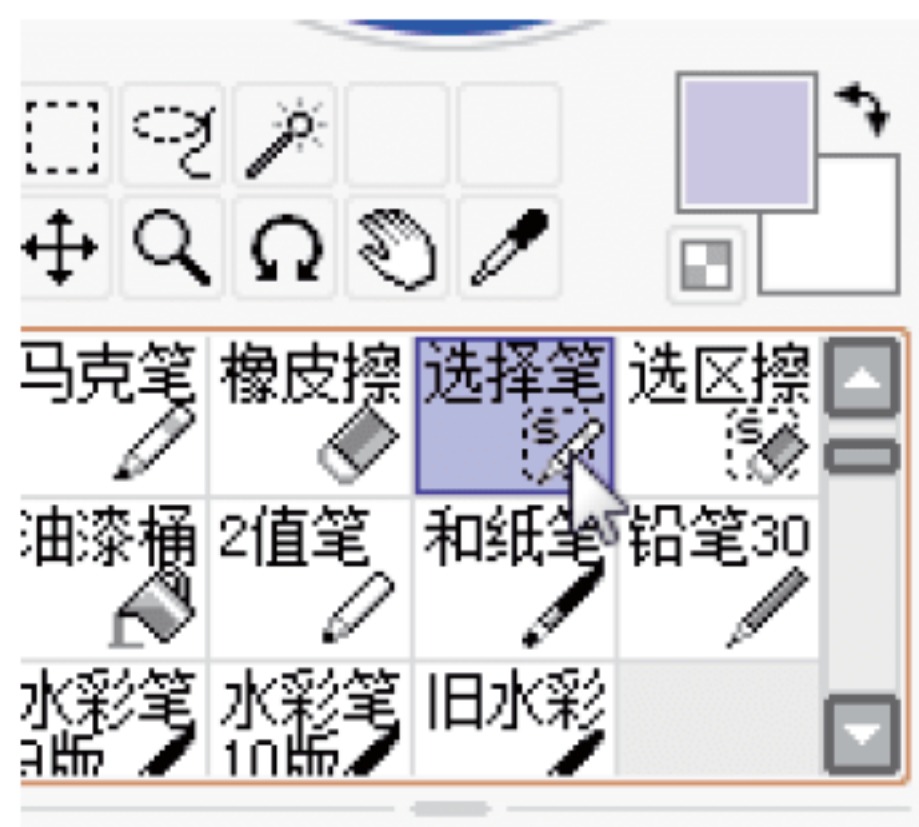 马克笔 橡皮擦 选择笔 选区擦
油漆桶 2值笔 和纸笔 铅笔30
水彩笔 水彩笔 旧水彩
版 10版